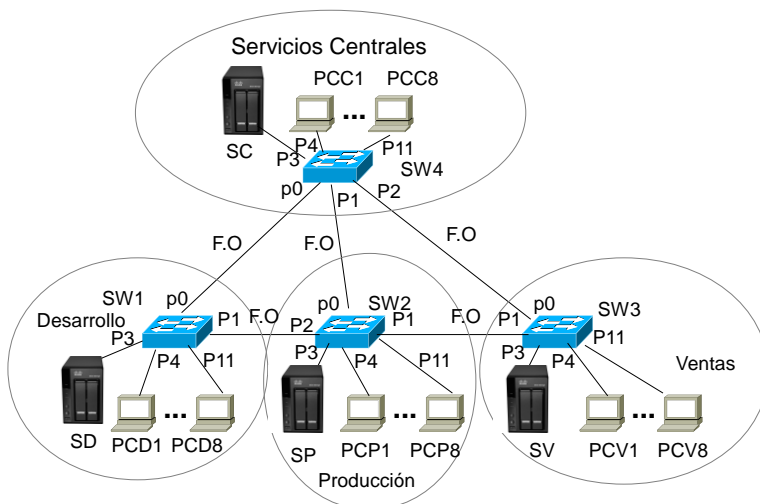 Servicios Centrales
PCC1 PCC8
...
SC
P3
P4
P11
SW4
p0
P1
P2
F.O
F.O
F.O
SW1
p0
Desarrollo
P3
P1
P4
P11
F.O
SD
PCD1
...
PCD8
p0
SW2
P2
P1
P3
P4
P11
F.O
SP
PCP1
...
PCP8
Producción
p0
SW3
P1
P11
P3
P4
Ventas
SV
PCV1
...
PCV8